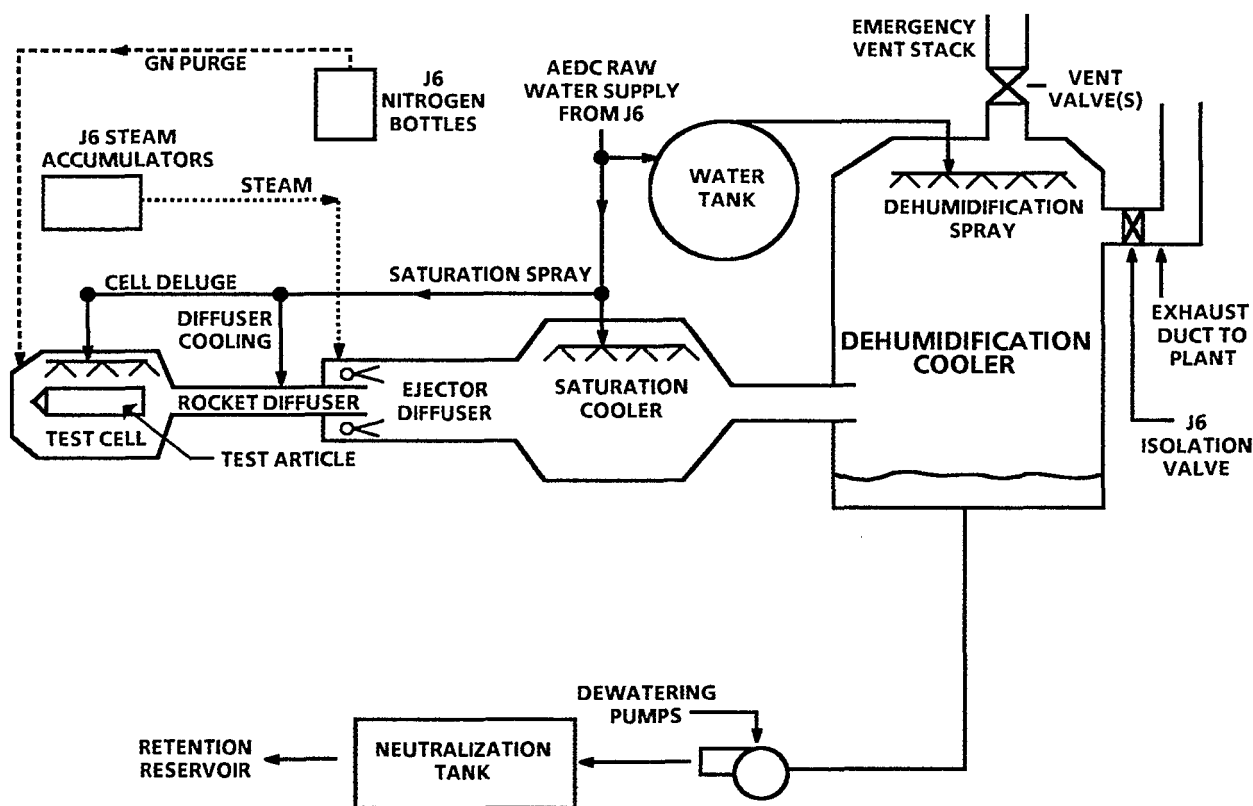 EMERGENCY
VENT STACK
VENT
VALVE(S)
GN PURGE
J6
NITROGEN
BOTTLES
AEDC RAW
WATER SUPPLY
FROM J6
J6 STEAM
ACCUMULATORS
STEAM
WATER
TANK
DEHUMIDIFICATION
SPRAY
CELL DELUGE
SATURATION SPRAY
DIFFUSER
COOLING
EXHAUST
DUCT TO
PLANT
DEHUMIDIFICATION
COOLER
EJECTOR
DIFFUSER
SATURATION
COOLER
ROCKET DIFFUSER
TEST CELL
TEST ARTICLE
J6
ISOLATION
VALVE
DEWATERING
PUMPS
NEUTRALIZATION
TANK
RETENTION
RESERVOIR